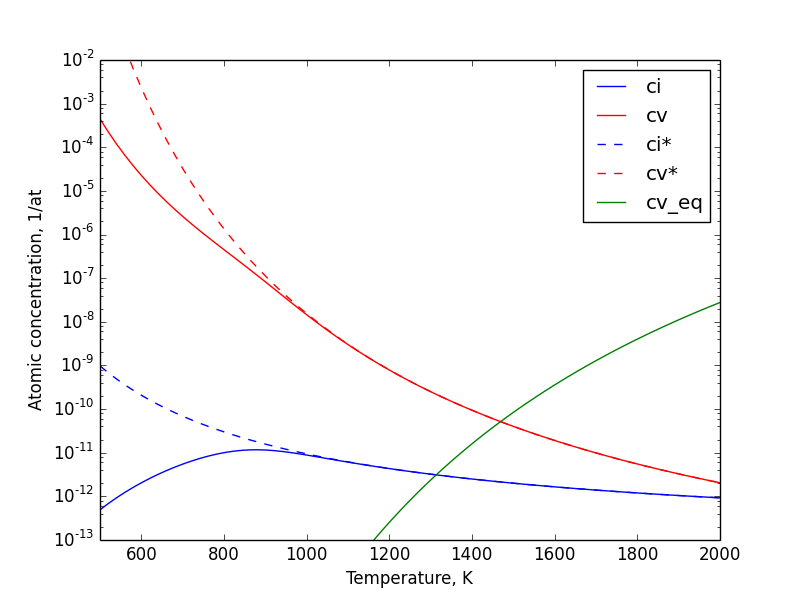 10^-2
10^-3
10^-4
10^-5
10^-6
10^-7
10^-8
10^-9
10^-10
10^-11
10^-12
10^-13
Atomic concentration, 1/at
ci
cv
ci*
cv*
cv_eq
600 800 1000 1200 1400 1600 1800 2000
Temperature, K